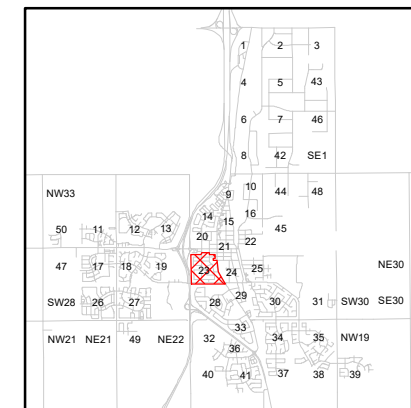 1 2 3
4 5 43
6 7 46
8 42 SE1
NW33 9 10 44 48
14 15 16
50 11 12 13 20 45
21 22
47 17 18 19 23 24 25 NE30
SW28 26 27 28 29 30 31 SW30 SE30
33
NW21 NE21 49 NE22 32 34 35 NW19
36
40 41 37 38 39